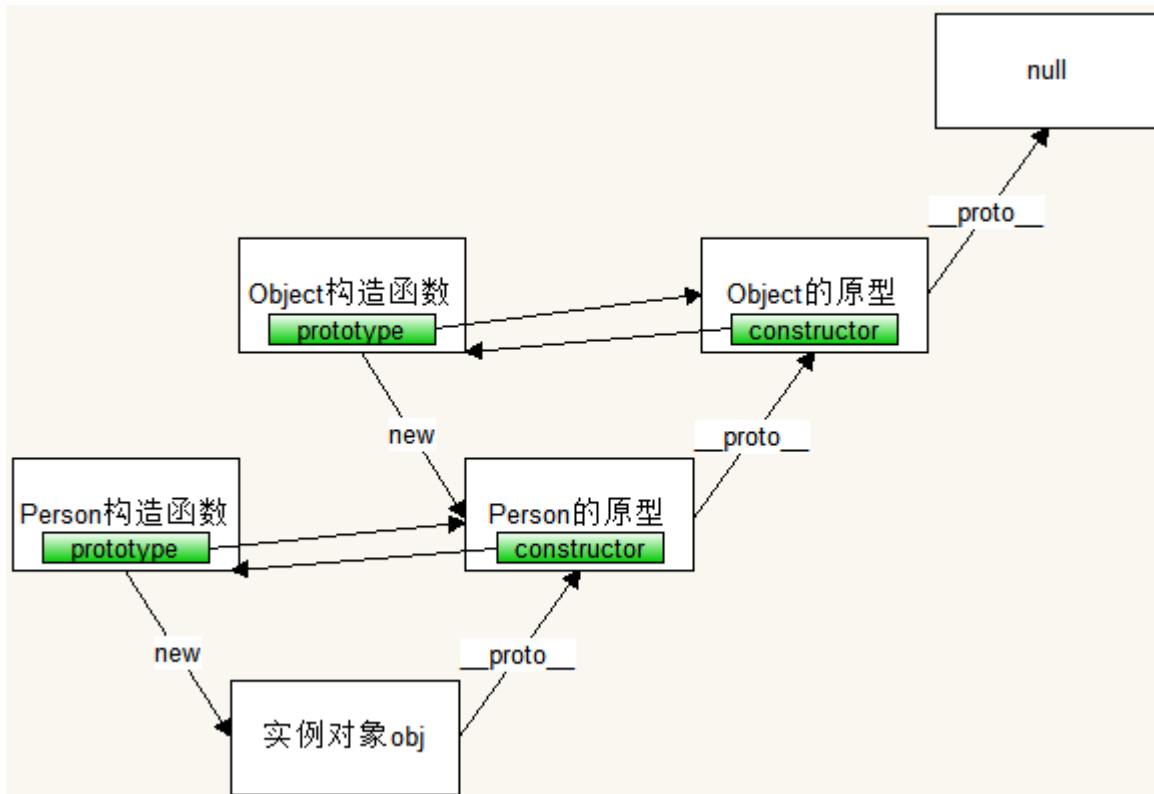 null
__proto__
Object构造函数
prototype
Object的原型
constructor
new
__proto__
Person构造函数
prototype
Person的原型
constructor
new
__proto__
实例对象obj